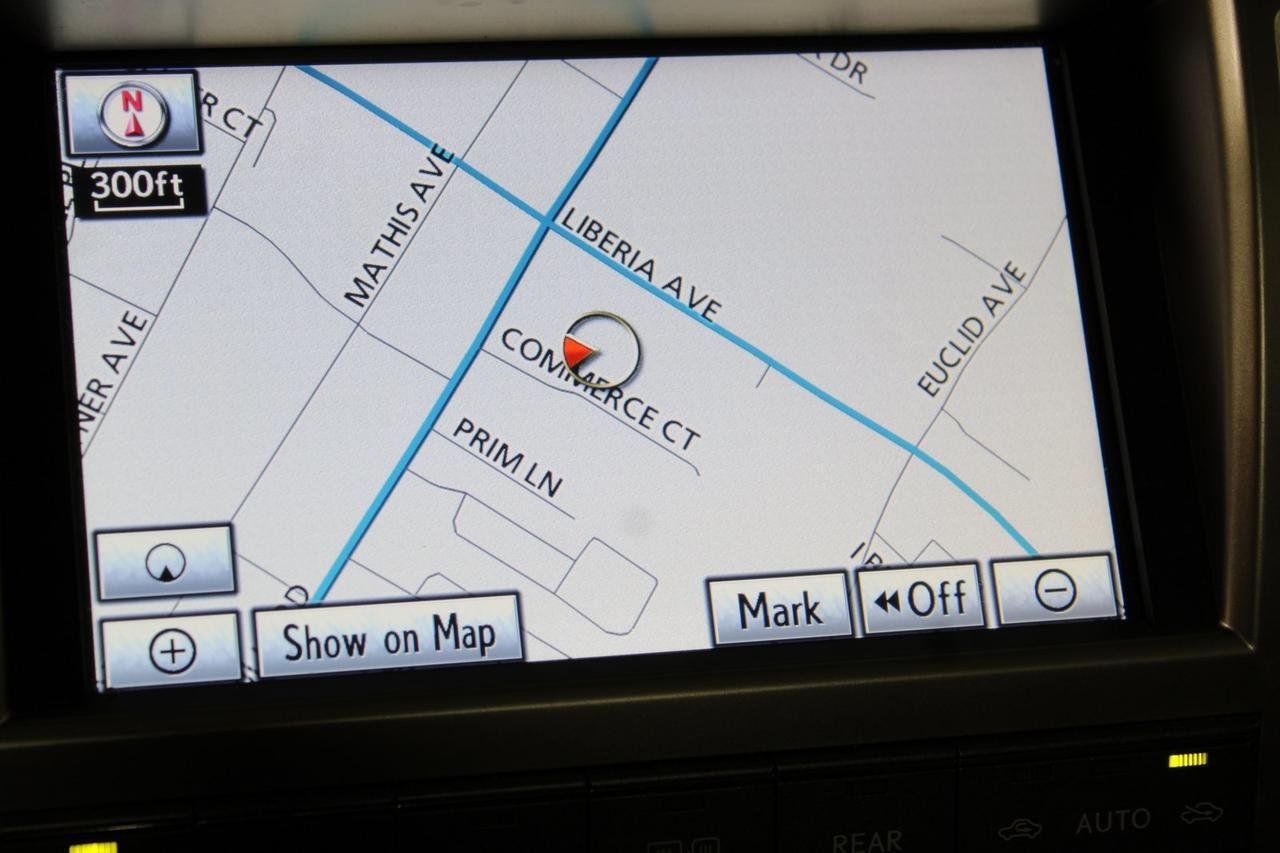 N
300ft
R CT
DR
MATHIS AVE
LIBERIA AVE
EUCLID AVE
NER AVE
COMMERCE CT
PRIM LN
D
Show on Map
Mark
Off
REAR
AUTO